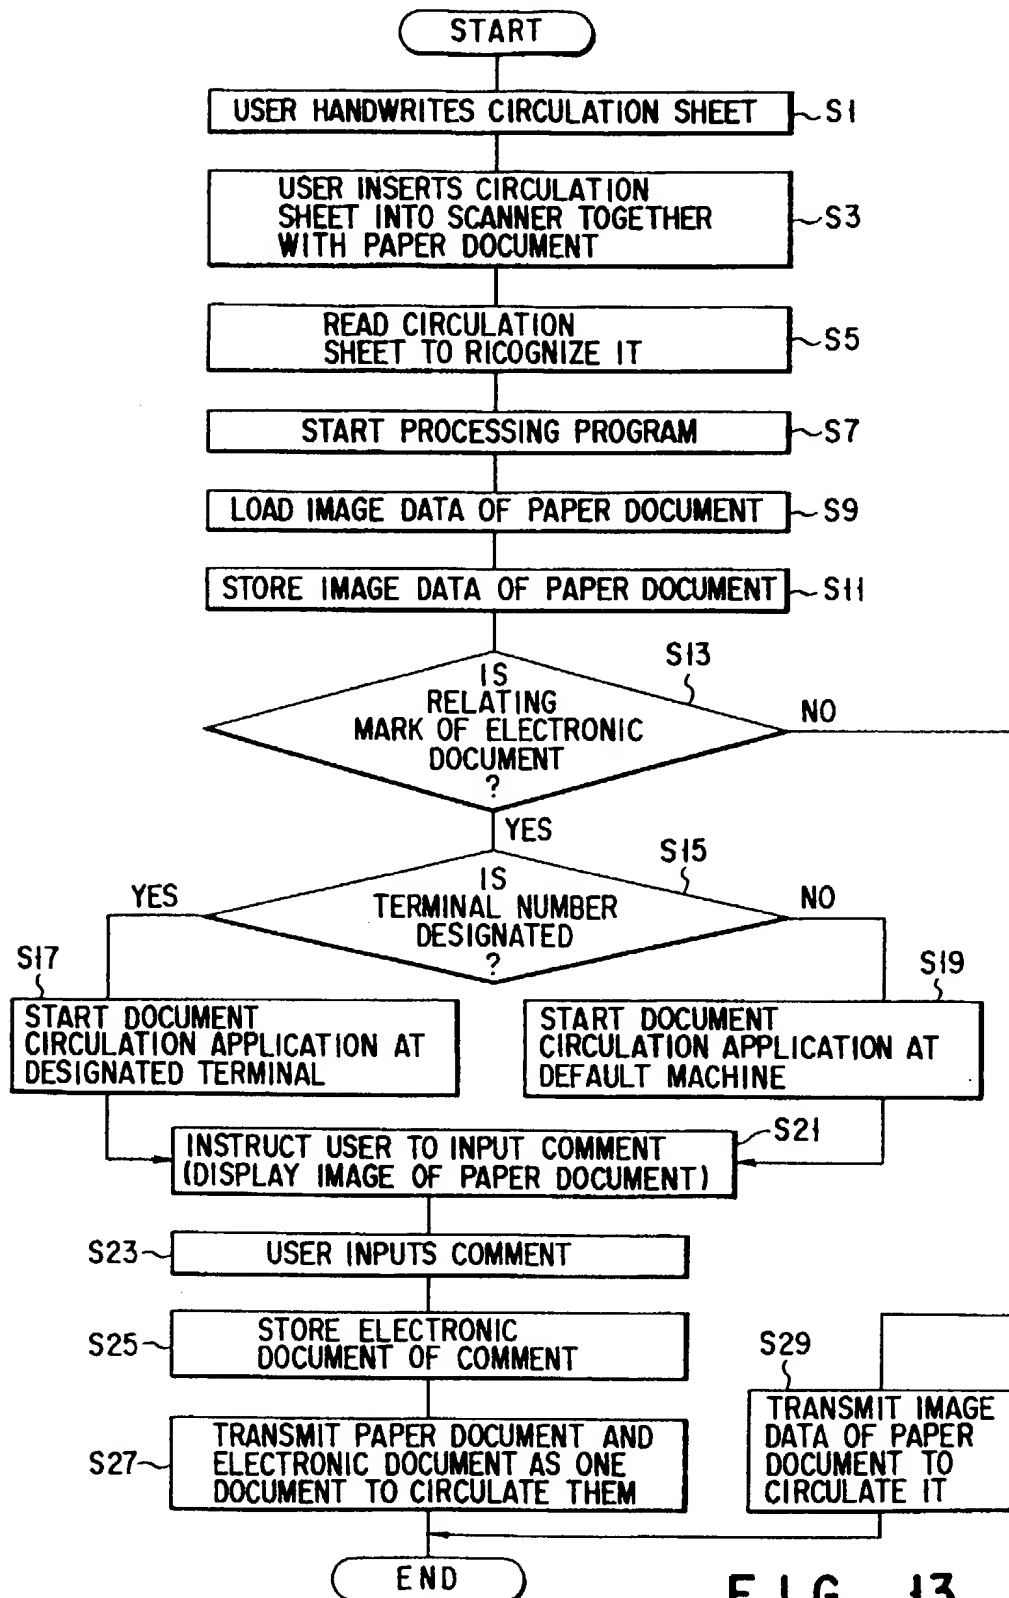 START
USER HANDWRITES CIRCULATION SHEET
S1
USER INSERTS CIRCULATION
SHEET INTO SCANNER TOGETHER
WITH PAPER DOCUMENT
S3
READ CIRCULATION
SHEET TO RICOGNIZE IT
S5
START PROCESSING PROGRAM
S7
LOAD IMAGE DATA OF PAPER DOCUMENT
S9
STORE IMAGE DATA OF PAPER DOCUMENT
S11
S13
IS
RELATING
MARK OF ELECTRONIC
DOCUMENT
?
NO
YES
S15
IS
TERMINAL NUMBER
DESIGNATED
?
YES
NO
S17
START DOCUMENT
CIRCULATION APPLICATION AT
DESIGNATED TERMINAL
S19
START DOCUMENT
CIRCULATION APPLICATION AT
DEFAULT MACHINE
S21
INSTRUCT USER TO INPUT COMMENT
(DISPLAY IMAGE OF PAPER DOCUMENT)
S23
USER INPUTS COMMENT
S25
STORE ELECTRONIC
DOCUMENT OF COMMENT
S27
TRANSMIT PAPER DOCUMENT AND
ELECTRONIC DOCUMENT AS ONE
DOCUMENT TO CIRCULATE THEM
S29
TRANSMIT IMAGE
DATA OF PAPER
DOCUMENT TO
CIRCULATE IT
END
FIG. 13